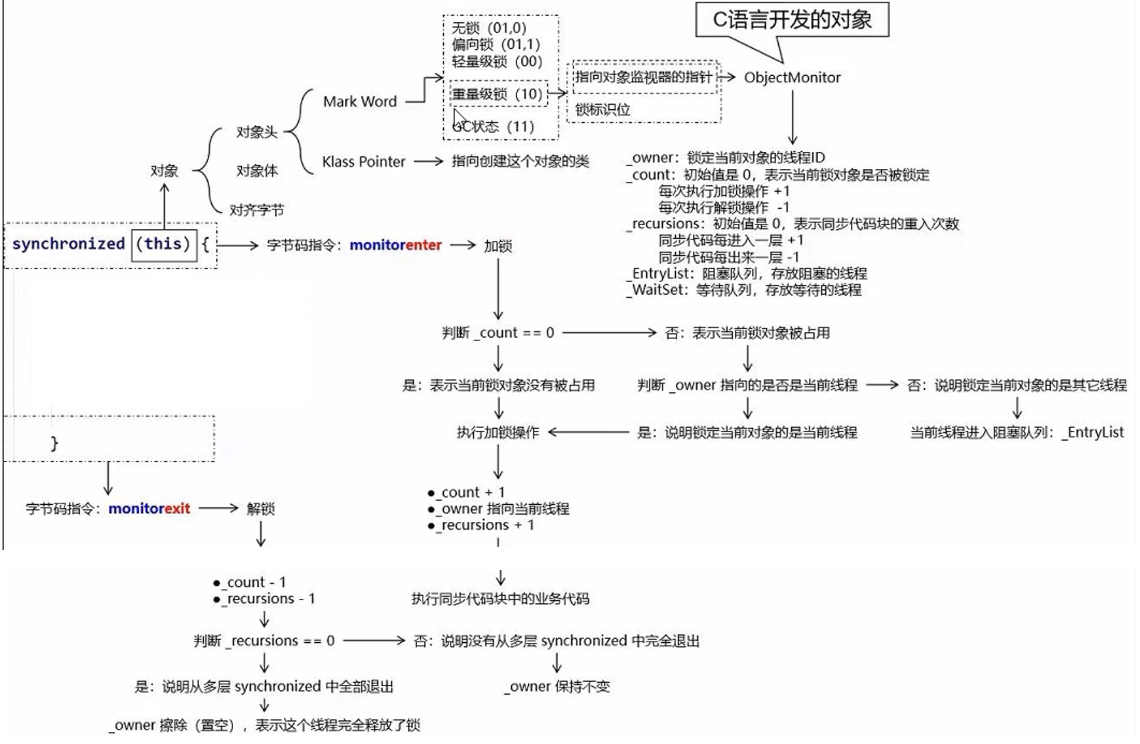 C语言开发的对象
无锁（01,0）
偏向锁（01,1）
轻量级锁（00）
重量级锁（10）
GC状态（11）
指向对象监视器的指针
锁标识位
ObjectMonitor
Mark Word
对象头
Klass Pointer
指向创建这个对象的类
对象
对象体
对齐字节
_owner：锁定当前对象的线程ID
_count：初始值是 0，表示当前锁对象是否被锁定
每次执行加锁操作 +1
每次执行解锁操作 -1
_recursions：初始值是 0，表示同步代码块的重入次数
同步代码每进入一层 +1
同步代码每出来一层 -1
_EntryList：阻塞队列，存放阻塞的线程
_WaitSet：等待队列，存放等待的线程
synchronized (this) {
字节码指令：monitorenter
加锁
判断 _count == 0
否：表示当前锁对象被占用
是：表示当前锁对象没有被占用
判断 _owner 指向的是否是当前线程
否：说明锁定当前对象的是其它线程
执行加锁操作
是：说明锁定当前对象的是当前线程
当前线程进入阻塞队列：_EntryList
}
●_count + 1
●_owner 指向当前线程
●_recursions + 1
字节码指令：monitorexit
解锁
●_count - 1
●_recursions - 1
执行同步代码块中的业务代码
判断 _recursions == 0
否：说明没有从多层 synchronized 中完全退出
是：说明从多层 synchronized 中全部退出
_owner 保持不变
_owner 擦除（置空），表示这个线程完全释放了锁